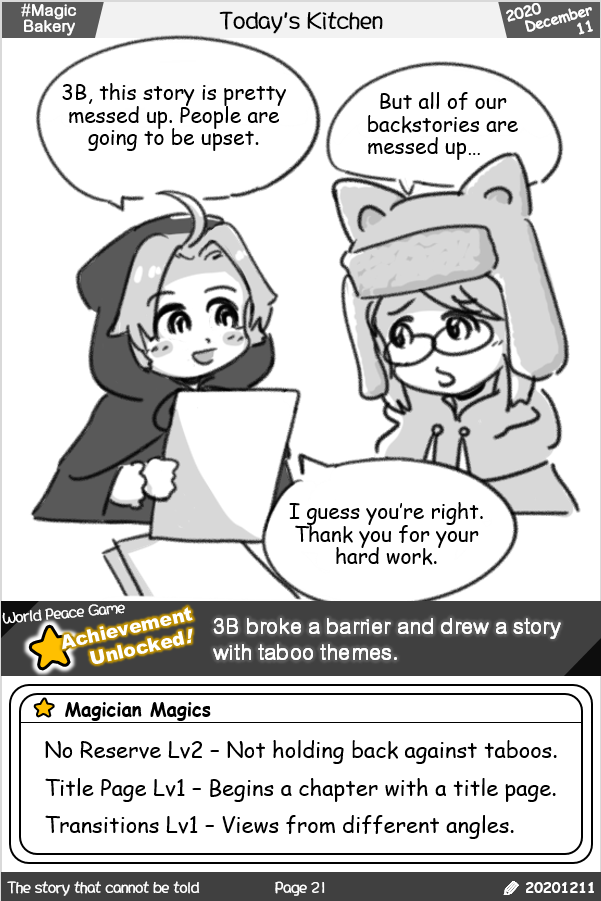 #Magic
Bakery
Today's Kitchen
2020
December
11
3B, this story is pretty
messed up. People are
going to be upset.
But all of our
backstories are
messed up...
I guess you're right.
Thank you for your
hard work.
World Peace Game
Achievement
Unlocked!
3B broke a barrier and drew a story
with taboo themes.
Magician Magics
No Reserve Lv2 – Not holding back against taboos.
Title Page Lv1 – Begins a chapter with a title page.
Transitions Lv1 – Views from different angles.
The story that cannot be told
Page 21
20201211